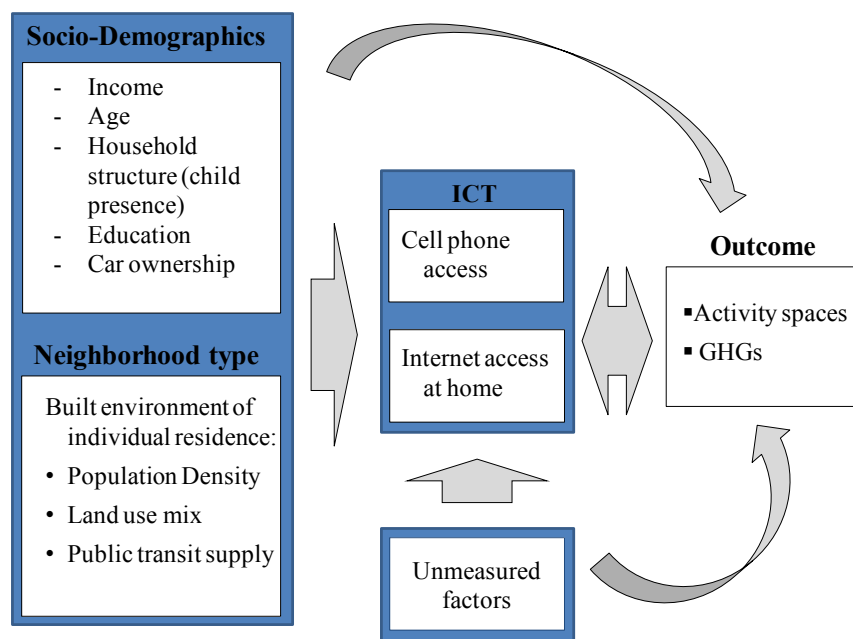 Socio-Demographics
- Income
- Age
- Household
structure (child
presence)
- Education
- Car ownership
Neighborhood type
Built environment of
individual residence:
• Population Density
• Land use mix
• Public transit supply
ICT
Cell phone
access
Internet access
at home
Unmeasured
factors
Outcome
▪Activity spaces
▪ GHGs